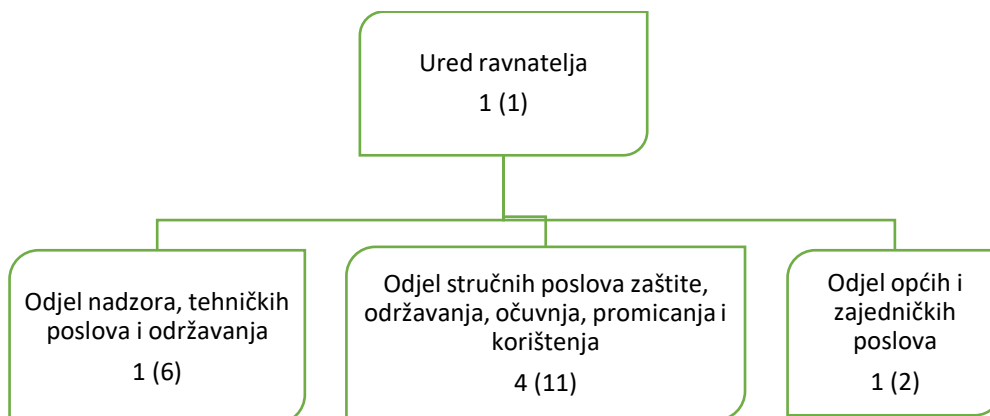 Ured ravnatelja
1 (1)
Odjel nadzora, tehničkih
poslova i održavanja
1 (6)
Odjel stručnih poslova zaštite,
održavanja, očuvnja, promicanja i
korištenja
4 (11)
Odjel općih i
zajedničkih
poslova
1 (2)